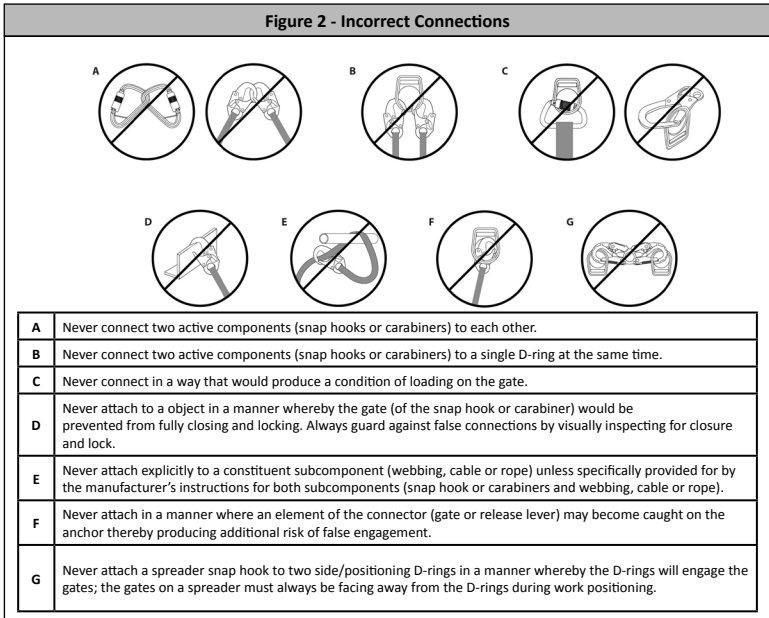 Figure 2 - Incorrect Connections
A
B
C
D
E
F
G
A Never connect two active components (snap hooks or carabiners) to each other.
B Never connect two active components (snap hooks or carabiners) to a single D-ring at the same time.
C Never connect in a way that would produce a condition of loading on the gate.
D Never attach to a object in a manner whereby the gate (of the snap hook or carabiner) would be
prevented from fully closing and locking. Always guard against false connections by visually inspecting for closure
and lock.
E Never attach explicitly to a constituent subcomponent (webbing, cable or rope) unless specifically provided for by
the manufacturer's instructions for both subcomponents (snap hook or carabiners and webbing, cable or rope).
F Never attach in a manner where an element of the connector (gate or release lever) may become caught on the
anchor thereby producing additional risk of false engagement.
G Never attach a spreader snap hook to two side/positioning D-rings in a manner whereby the D-rings will engage the
gates; the gates on a spreader must always be facing away from the D-rings during work positioning.